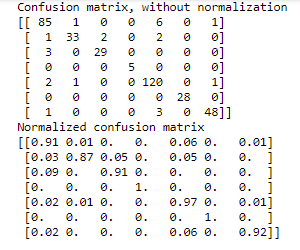 Confusion matrix, without normalization
[[ 85 1 0 0 6 0 1]
[ 1 33 2 0 2 0 0]
[ 3 0 29 0 0 0 0]
[ 0 0 0 5 0 0 0]
[ 2 1 0 0 120 0 1]
[ 0 0 0 0 0 28 0]
[ 1 0 0 0 3 0 48]]
Normalized confusion matrix
[[0.91 0.01 0. 0. 0.06 0. 0.01]
[0.03 0.87 0.05 0. 0.05 0. 0. ]
[0.09 0. 0.91 0. 0. 0. 0. ]
[0. 0. 0. 1. 0. 0. 0. ]
[0.02 0.01 0. 0. 0.97 0. 0.01]
[0. 0. 0. 0. 0. 1. 0. ]
[0.02 0. 0. 0. 0.06 0. 0.92]]